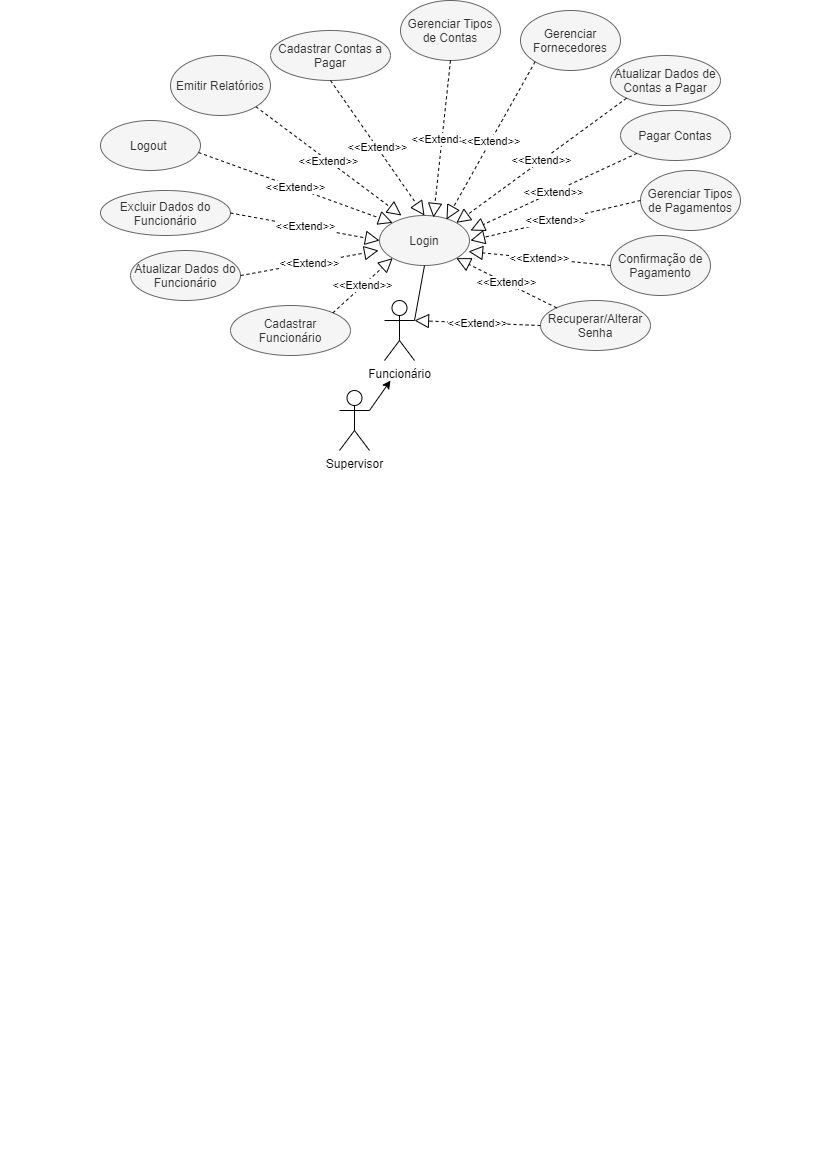 Gerenciar Tipos
de Contas
Gerenciar
Fornecedores
Cadastrar Contas a
Pagar
Atualizar Dados de
Contas a Pagar
Emitir Relatórios
Pagar Contas
Logout
<<Extend>>
<<Extend>>
<<Extend>>
<<Extend>>
<<Extend>>
<<Extend>>
<<Extend>>
Gerenciar Tipos
de Pagamentos
Excluir Dados do
Funcionário
<<Extend>>
<<Extend>>
Login
Confirmação de
Pagamento
<<Extend>>
<<Extend>>
Atualizar Dados do
Funcionário
<<Extend>>
<<Extend>>
Cadastrar
Funcionário
<<Extend>>
Recuperar/Alterar
Senha
Funcionário
Supervisor